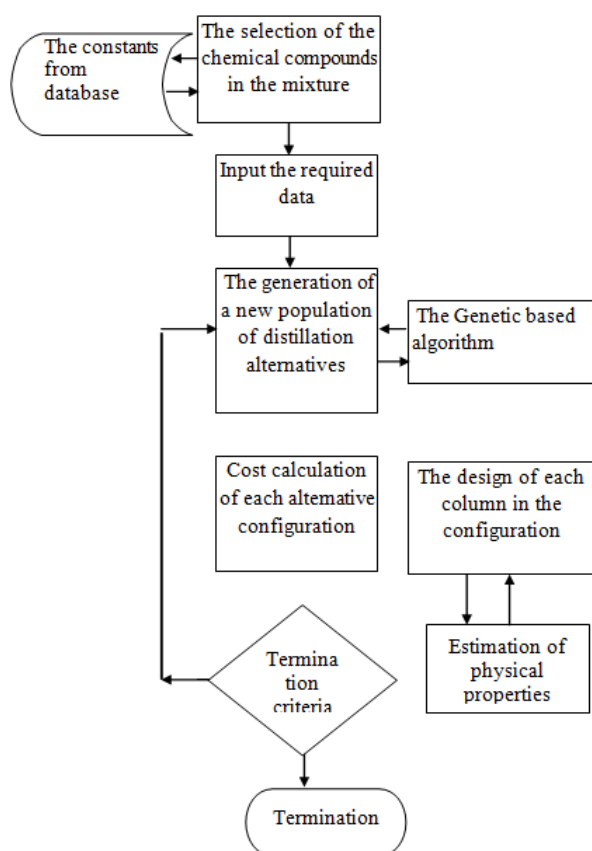 The constants
from
database
The selection of the
chemical compounds
in the mixture
Input the required
data
The generation of
a new population
of distillation
alternatives
The Genetic based
algorithm
Cost calculation
of each alternative
configuration
The design of each
column in the
configuration
Estimation of
physical
properties
Termina
tion
criteria
Termination